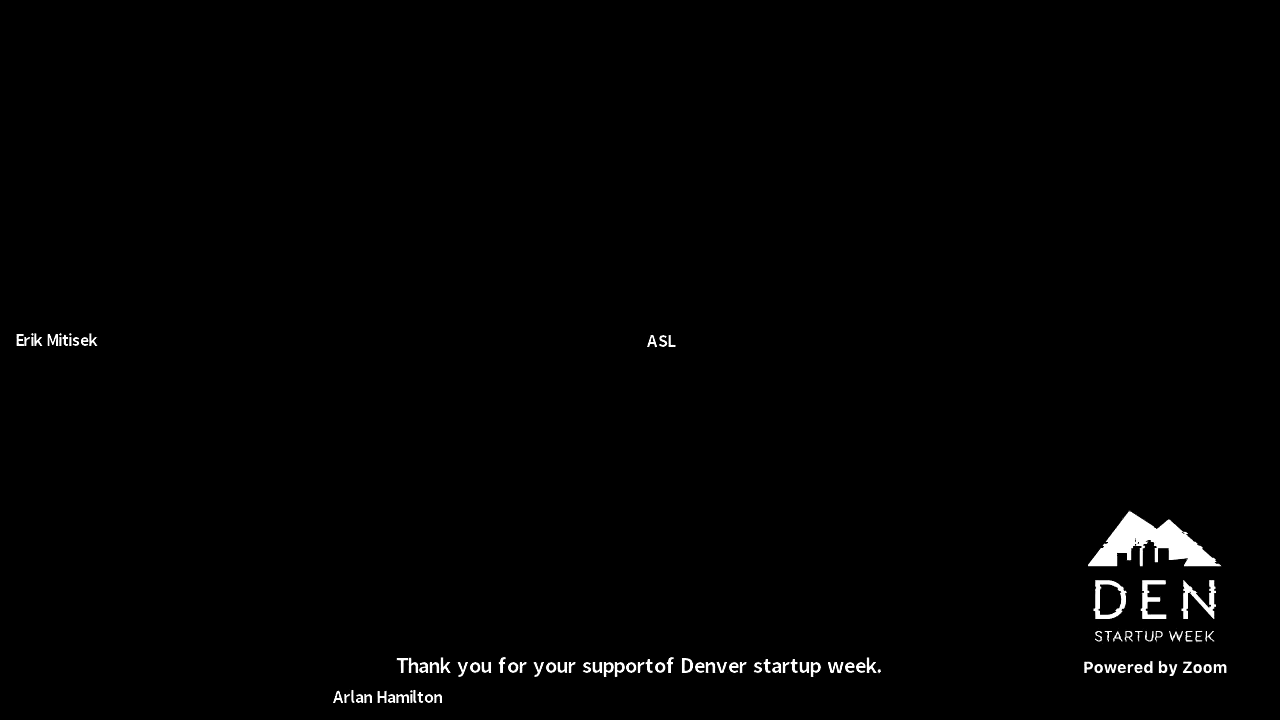 Erik Mitisek
ASL
DEN
STARTUP WEEK
Thank you for your supportof Denver startup week.
Powered by Zoom
Arlan Hamilton